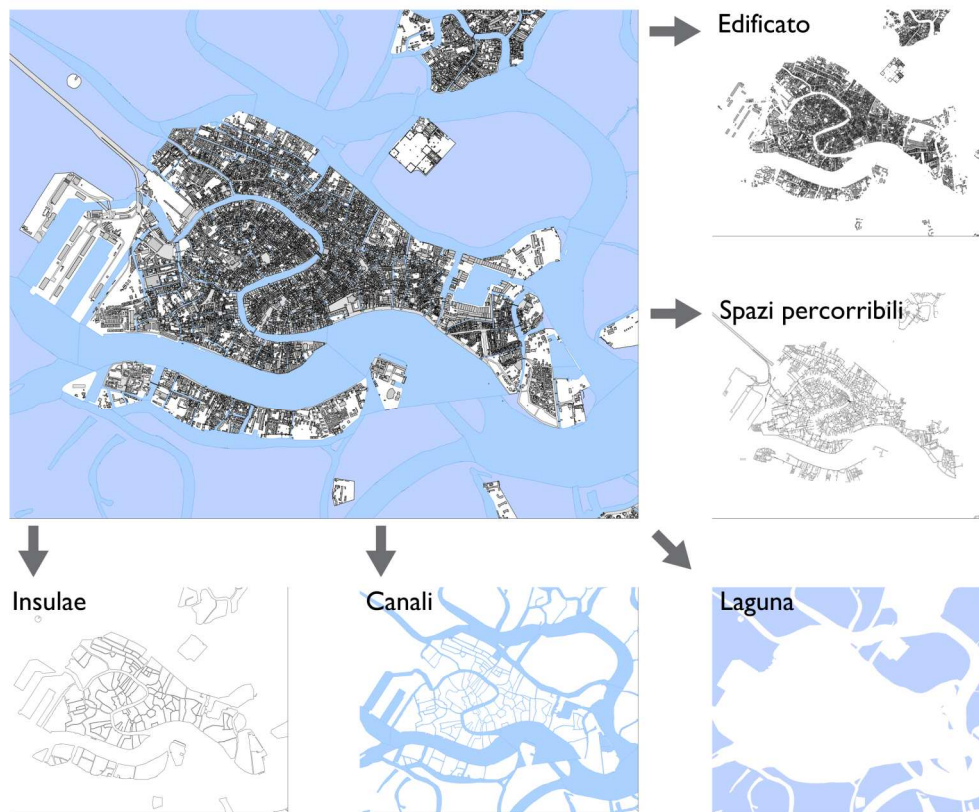 Edificato
Spazi percorribili
Insulae
Canali
Laguna